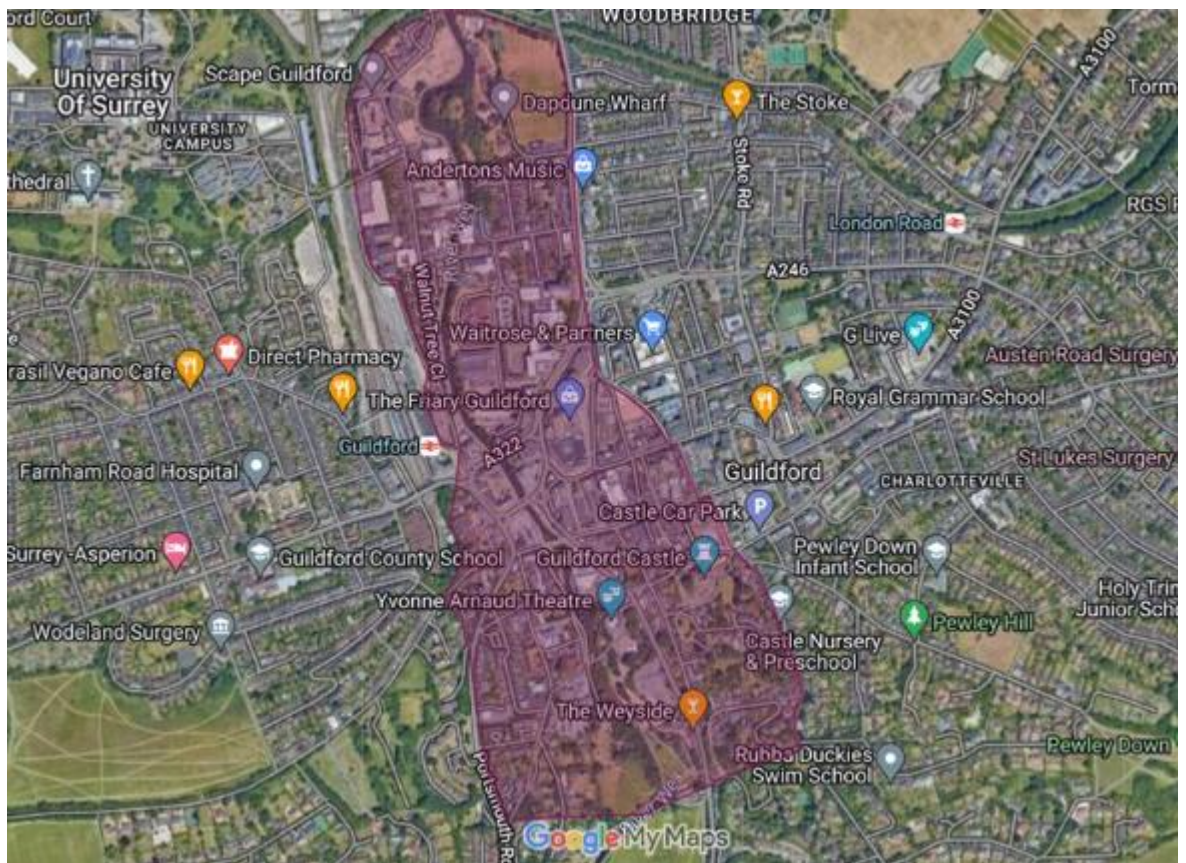 WOODBRIDGE
ord Court
University
Of Surrey
UNIVERSITY
CAMPUS
Scape Guildford
Dapdune Wharf
The Stoke
A3100
Torm
Andertons Music
Stoke Rd
thedral
London Road
RGS
A246
River Wey
Walnut Tree Cl
Waitrose & Partners
G Live
A3100
Austen Road Surgery
rasil Vegano Cafe
Direct Pharmacy
The Friary Guildford
Royal Grammar School
Guildford
A322
Farnham Road Hospital
Guildford
St Lukes Surgery
CHARLOTTEVILLE
Castle Car Park
P
Surrey -Asperion
Guildford County School
Guildford Castle
Pewley Down
Infant School
Yvonne Arnaud Theatre
Holy Trin
Junior Scho
Wodeland Surgery
Castle Nursery
& Preschool
Pewley Hill
The Weyside
Rubba Duckies
Swim School
Pewley Down
Portsmouth Rd
Google My Maps